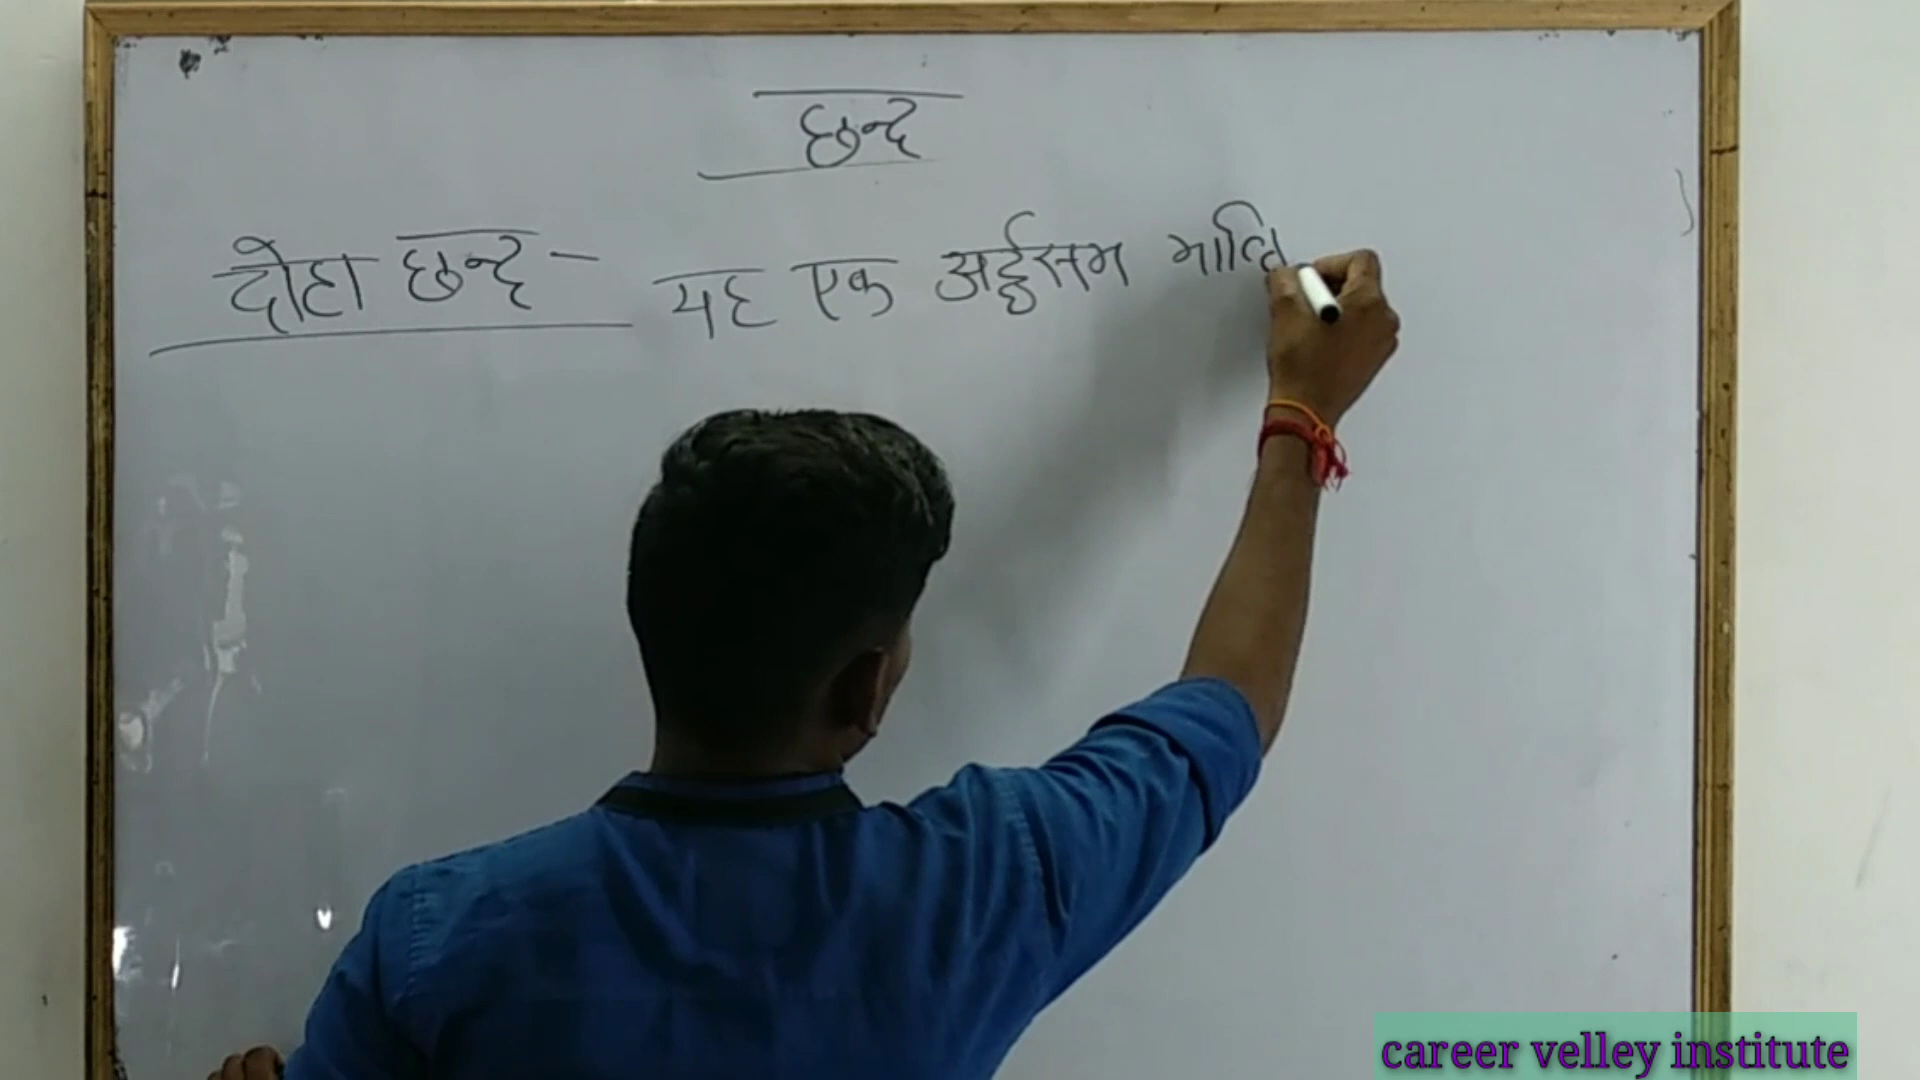 छन्द
दोहा छन्द - यह एक अर्द्धसम मात्रि
career velley institute